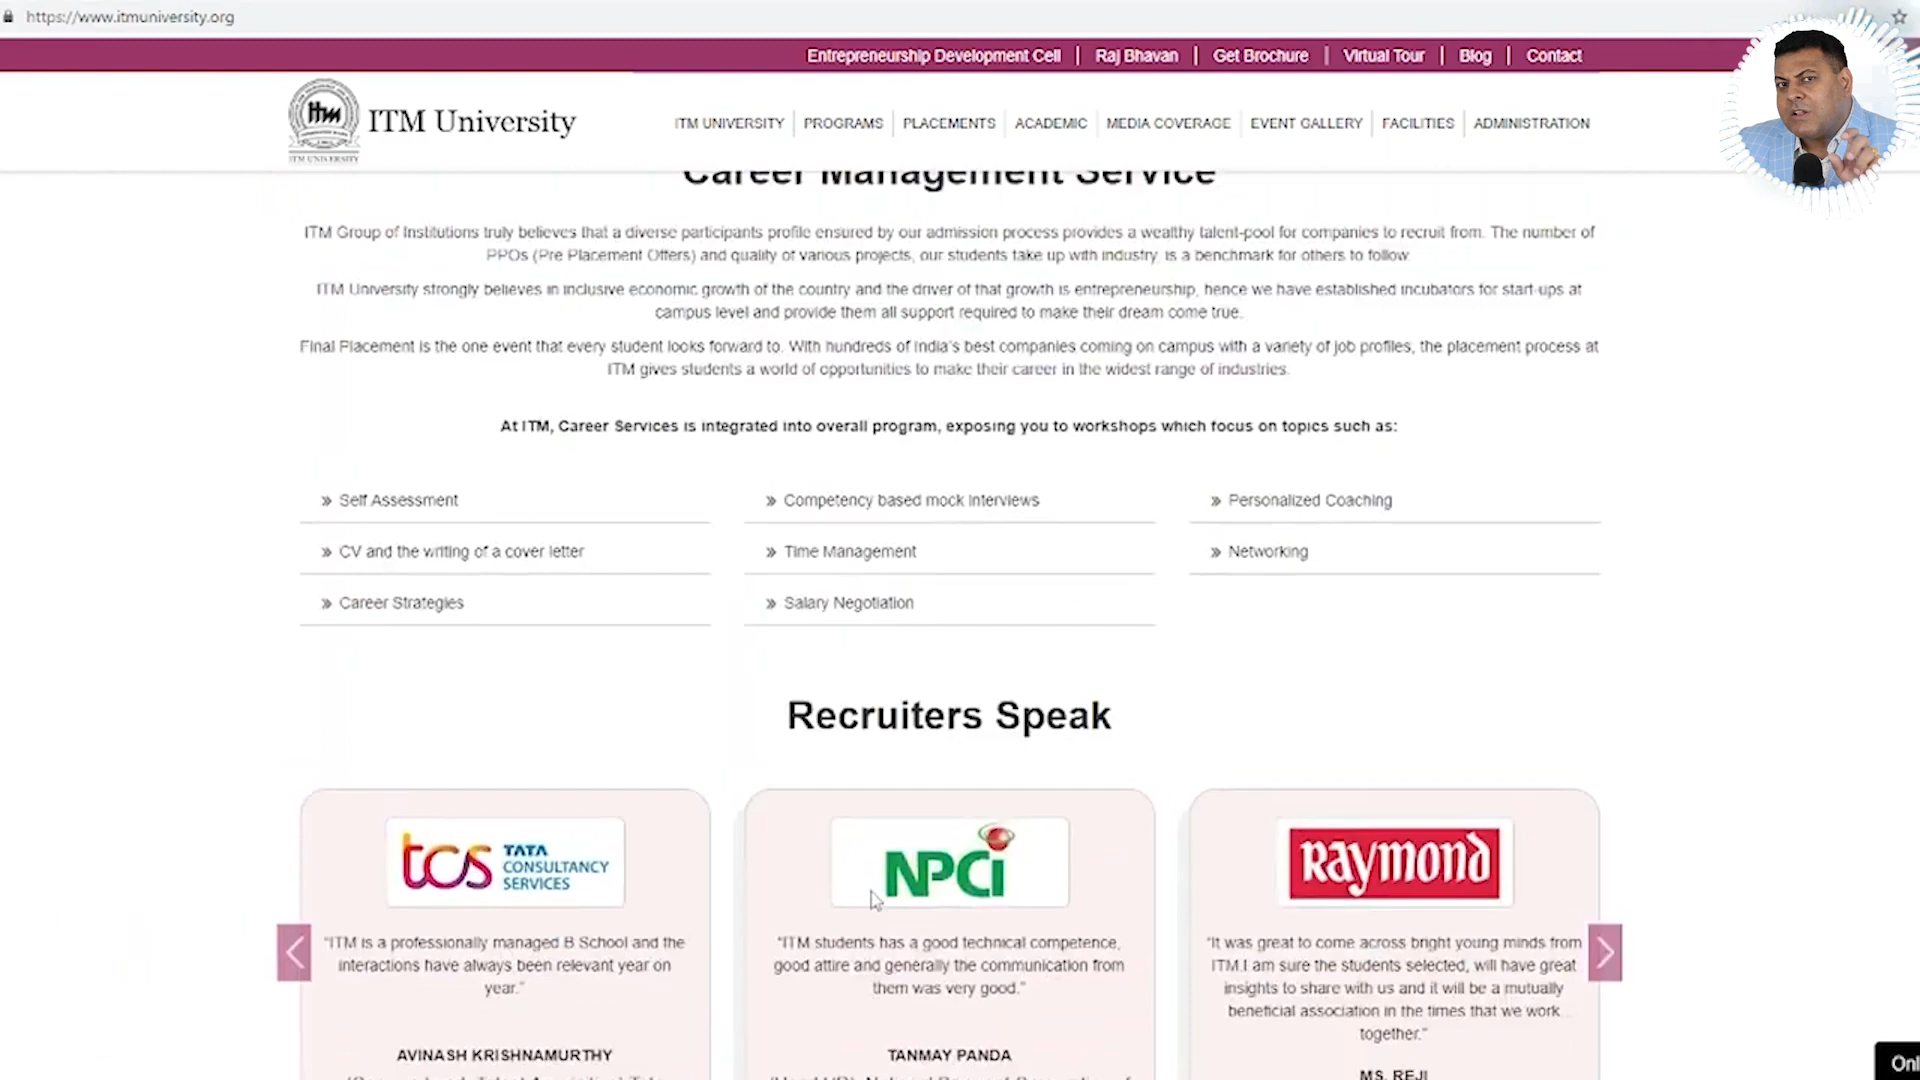 https://www.itmuniversity.org
Entrepreneurship Development Cell | Raj Bhavan | Get Brochure | Virtual Tour | Blog | Contact
itm
ITM UNIVERSITY
ITM University
ITM UNIVERSITY PROGRAMS PLACEMENTS ACADEMIC MEDIA COVERAGE EVENT GALLERY FACILITIES ADMINISTRATION
Career Management Service
ITM Group of Institutions truly believes that a diverse participants profile ensured by our admission process provides a wealthy talent-pool for companies to recruit from. The number of
PPOs (Pre Placement Offers) and quality of various projects, our students take up with industry, is a benchmark for others to follow
ITM University strongly believes in inclusive economic growth of the country and the driver of that growth is entrepreneurship, hence we have established incubators for start-ups at
campus level and provide them all support required to make their dream come true.
Final Placement is the one event that every student looks forward to. With hundreds of India's best companies coming on campus with a variety of job profiles, the placement process at
ITM gives students a world of opportunities to make their career in the widest range of industries.
At ITM, Career Services is integrated into overall program, exposing you to workshops which focus on topics such as:
» Self Assessment
» Competency based mock Interviews
» Personalized Coaching
» CV and the writing of a cover letter
» Time Management
» Networking
» Career Strategies
» Salary Negotiation
Recruiters Speak
tcs TATA
CONSULTANCY
SERVICES
"ITM is a professionally managed B School and the
interactions have always been relevant year on
year."
AVINASH KRISHNAMURTHY
NPCI
"ITM students has a good technical competence,
good attire and generally the communication from
them was very good."
TANMAY PANDA
Raymond
"It was great to come across bright young minds from
ITM.I am sure the students selected, will have great
insights to share with us and it will be a mutually
beneficial association in the times that we work
together."
MS. REJI
Onl